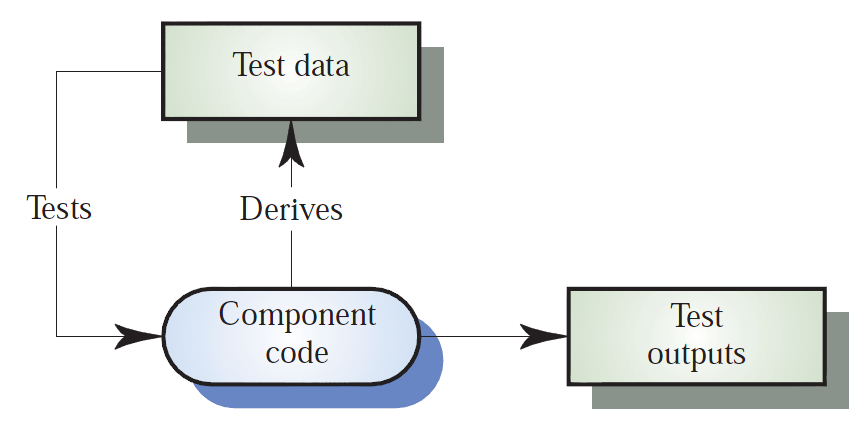 Test data
Tests
Derives
Component
code
Test
outputs